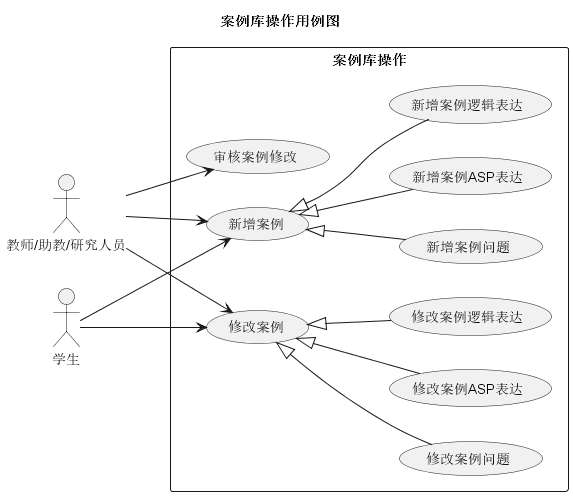 案例库操作用例图
案例库操作
新增案例逻辑表达
审核案例修改
新增案例ASP表达
新增案例
教师/助教/研究人员
新增案例问题
修改案例逻辑表达
修改案例
学生
修改案例ASP表达
修改案例问题